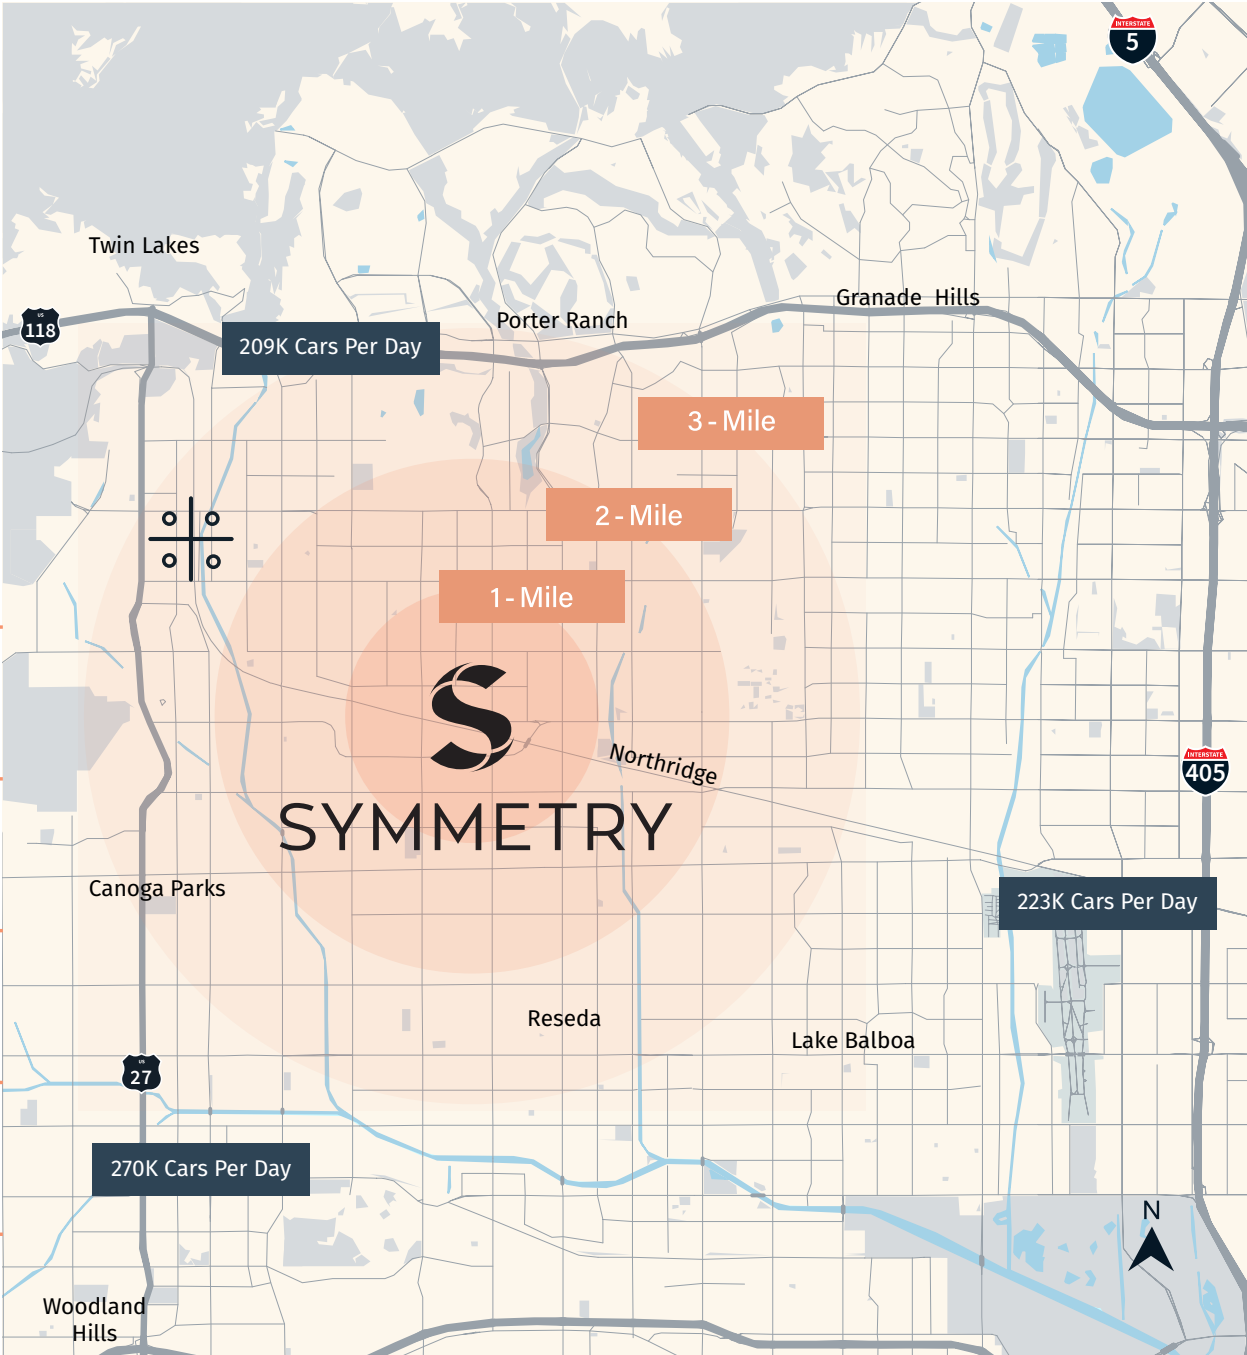 INTERSTATE
5
Twin Lakes
US
118
Granade Hills
Porter Ranch
209K Cars Per Day
3 - Mile
2 - Mile
1 - Mile
Northridge
INTERSTATE
405
SYMMETRY
Canoga Parks
223K Cars Per Day
Reseda
Lake Balboa
US
27
270K Cars Per Day
N
Woodland
Hills